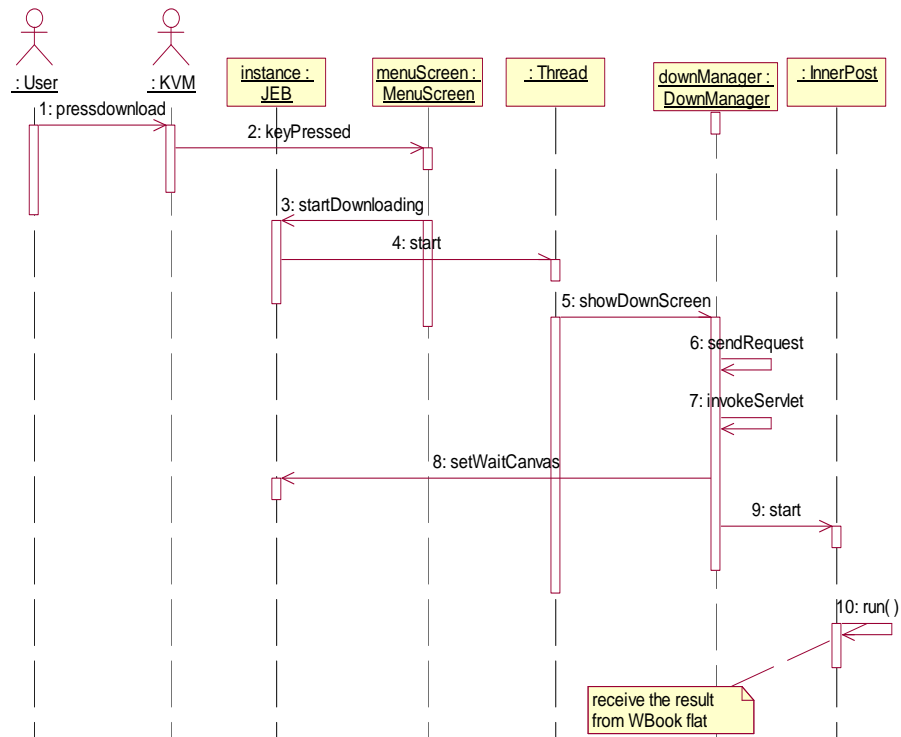 : User
: KVM
instance :
JEB
menuScreen :
MenuScreen
: Thread
downManager :
DownManager
: InnerPost
1: pressdownload
2: keyPressed
3: startDownloading
4: start
5: showDownScreen
6: sendRequest
7: invokeServlet
8: setWaitCanvas
9: start
10: run( )
receive the result
from WBook flat